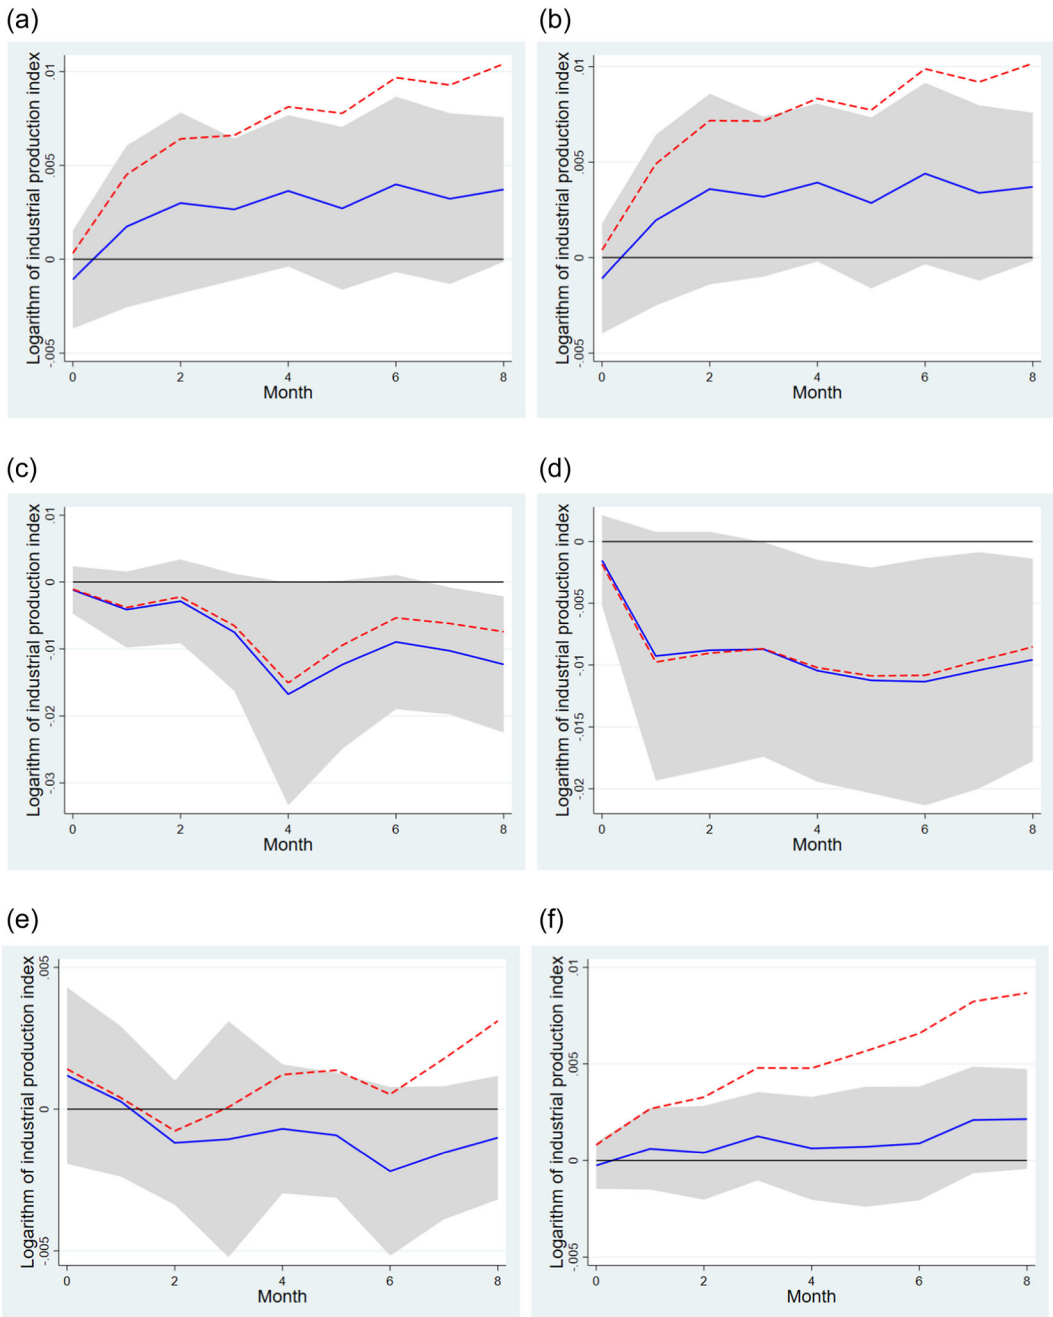 (a)
(b)
Logarithm of industrial production index
.01
.005
0
-.005
0 2 4 6 8
Month
Logarithm of industrial production index
.01
.005
0
-.005
0 2 4 6 8
Month
(c)
(d)
Logarithm of industrial production index
.01
0
-.01
-.02
-.03
0 2 4 6 8
Month
Logarithm of industrial production index
0
-.005
-.01
-.015
-.02
0 2 4 6 8
Month
(e)
(f)
Logarithm of industrial production index
.005
0
-.005
0 2 4 6 8
Month
Logarithm of industrial production index
.01
.005
0
-.005
0 2 4 6 8
Month